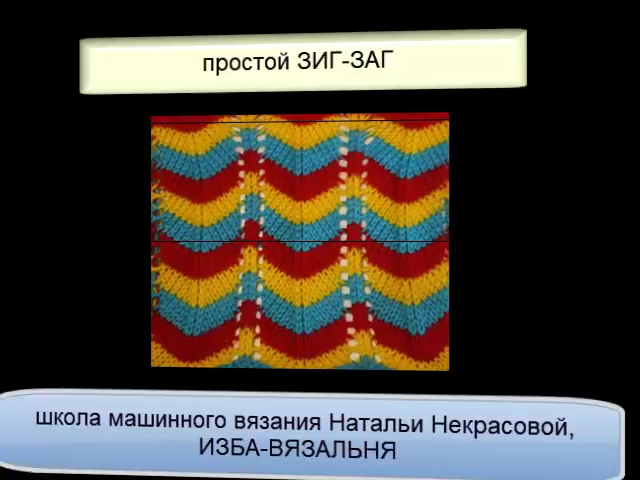 простой ЗИГ-ЗАГ
школа машинного вязания Натальи Некрасовой,
ИЗБА-ВЯЗАЛЬНЯ